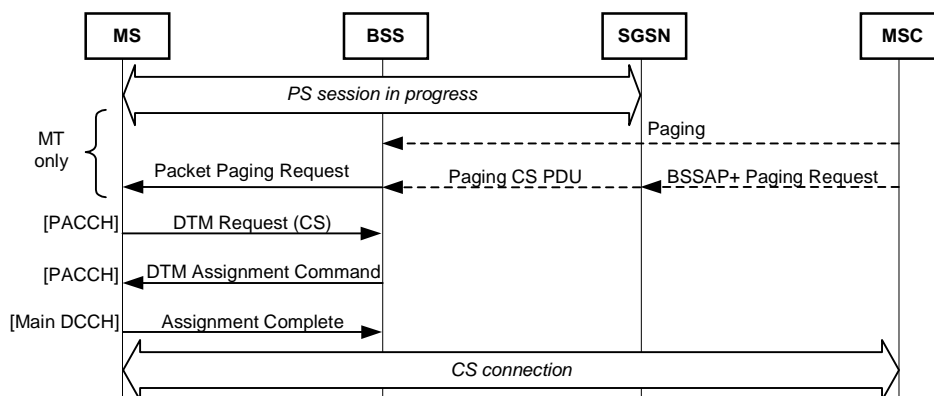 MS BSS SGSN MSC
PS session in progress
MT
only
Paging
Packet Paging Request Paging CS PDU BSSAP+ Paging Request
[PACCH] DTM Request (CS)
[PACCH] DTM Assignment Command
[Main DCCH] Assignment Complete
CS connection